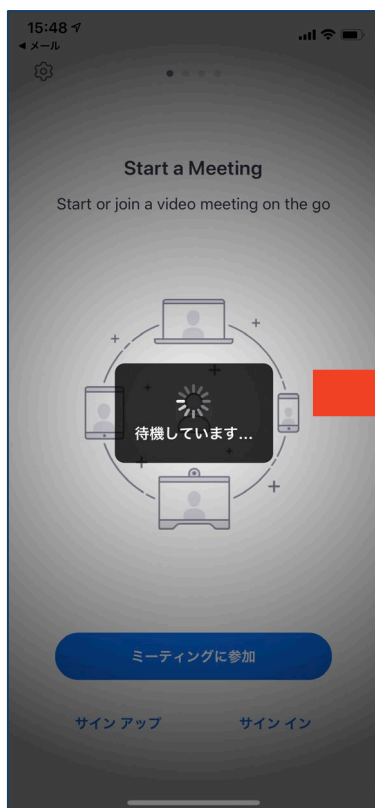 15:48
◀ メール
Start a Meeting
Start or join a video meeting on the go
待機しています...
ミーティングに参加
サイン アップ
サイン イン